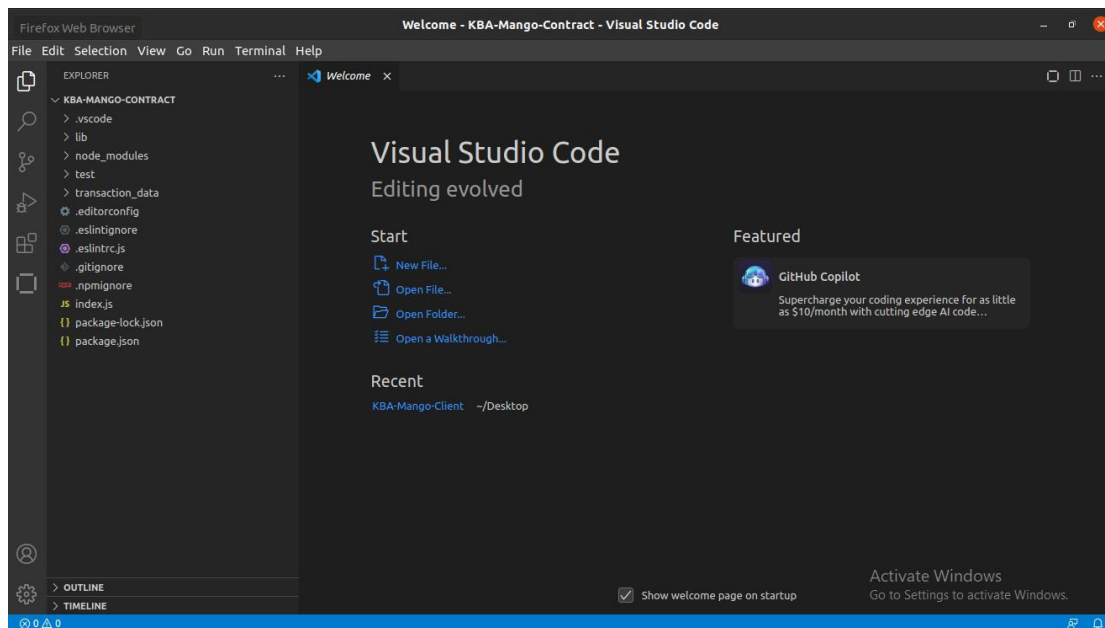 Firefox Web Browser
Welcome - KBA-Mango-Contract - Visual Studio Code
File Edit Selection View Go Run Terminal Help
EXPLORER
Welcome
KBA-MANGO-CONTRACT
.vscode
lib
node_modules
test
transaction_data
.editorconfig
.eslintignore
.eslintrc.js
.gitignore
.npmignore
JS index.js
{} package-lock.json
{} package.json
OUTLINE
TIMELINE
Visual Studio Code
Editing evolved
Start
New File...
Open File...
Open Folder...
Open a Walkthrough...
Recent
KBA-Mango-Client ~/Desktop
Featured
GitHub Copilot
Supercharge your coding experience for as little
as $10/month with cutting edge AI code...
Show welcome page on startup
Activate Windows
Go to Settings to activate Windows.
0 0